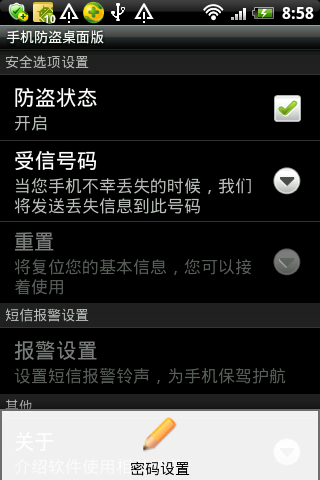 10
8:58
手机防盗桌面版
安全选项设置
防盗状态
开启
受信号码
当您手机不幸丢失的时候，我们
将发送丢失信息到此号码
重置
将复位您的基本信息，您可以接
着使用
短信报警设置
报警设置
设置短信报警铃声，为手机保驾护航
其他
关于
介绍软件使用
密码设置